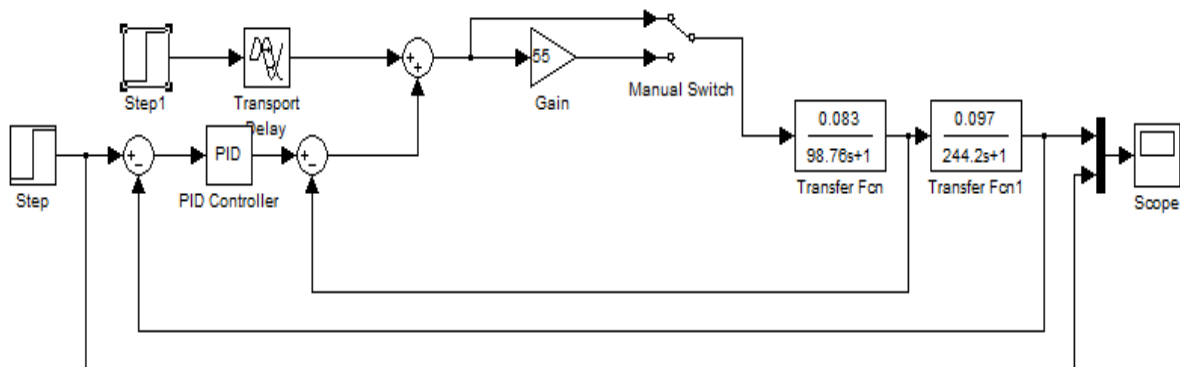 Step1
Transport
Delay
+
+
55
Gain
Manual Switch
Step
+
−
PID
PID Controller
+
−
0.083
98.76s+1
Transfer Fcn
0.097
244.2s+1
Transfer Fcn1
Scope